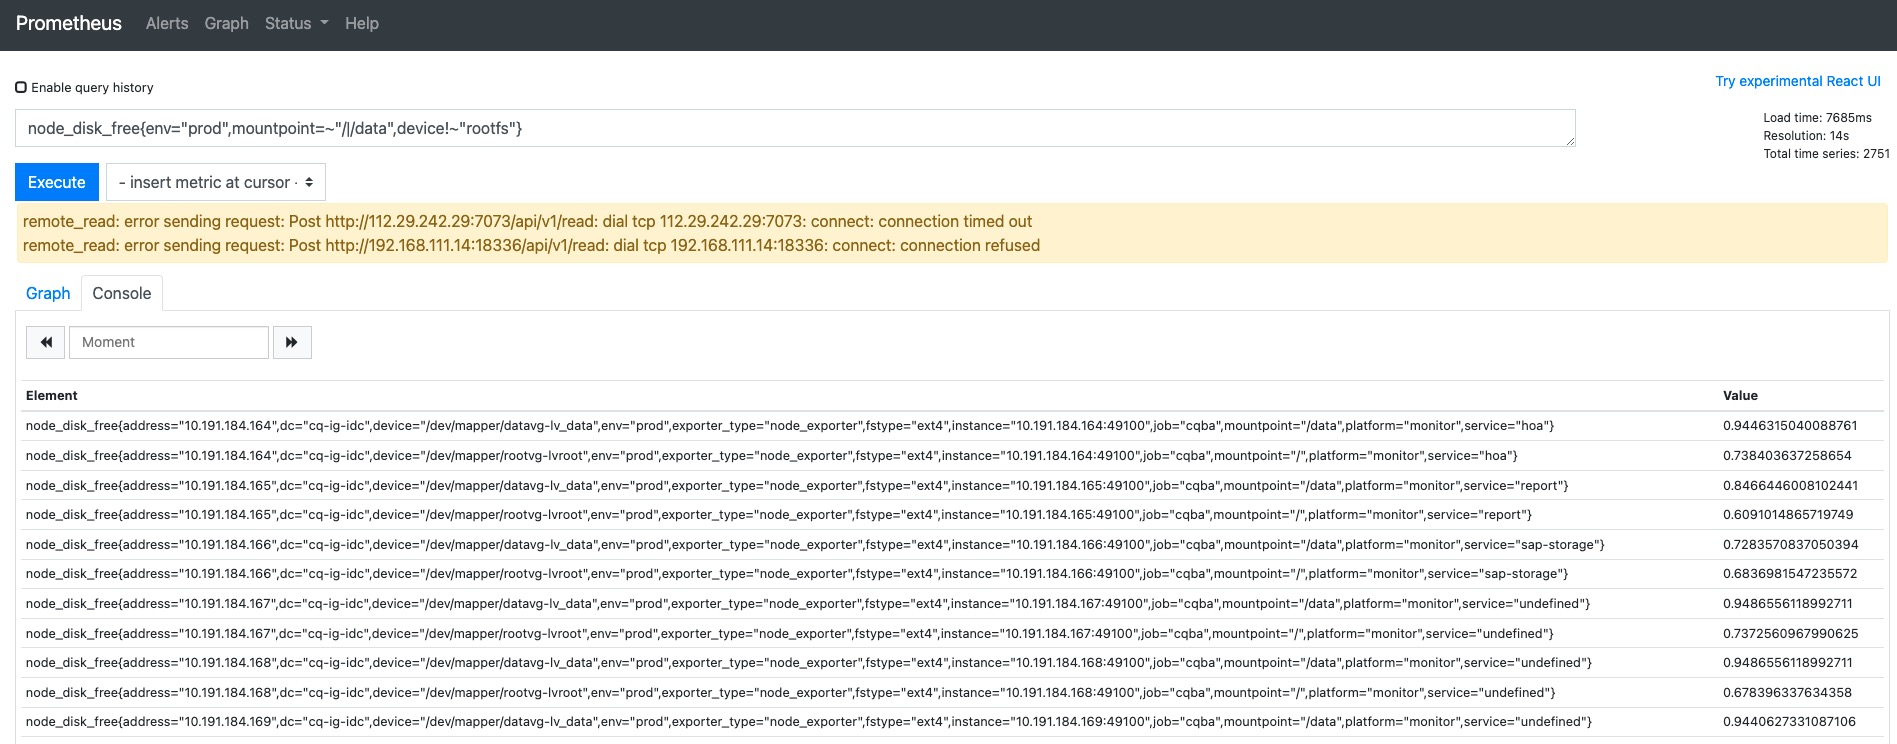 Prometheus Alerts Graph Status Help
Enable query history
Try experimental React UI
node_disk_free{env="prod",mountpoint=~"/|/data",device!~"rootfs"}
Load time: 7685ms
Resolution: 14s
Total time series: 2751
Execute - insert metric at cursor ·
remote_read: error sending request: Post http://112.29.242.29:7073/api/v1/read: dial tcp 112.29.242.29:7073: connect: connection timed out
remote_read: error sending request: Post http://192.168.111.14:18336/api/v1/read: dial tcp 192.168.111.14:18336: connect: connection refused
Graph Console
Moment
Element Value
node_disk_free{address="10.191.184.164",dc="cq-ig-idc",device="/dev/mapper/datavg-lv_data",env="prod",exporter_type="node_exporter",fstype="ext4",instance="10.191.184.164:49100",job="cqba",mountpoint="/data",platform="monitor",service="hoa"} 0.9446315040088761
node_disk_free{address="10.191.184.164",dc="cq-ig-idc",device="/dev/mapper/rootvg-lvroot",env="prod",exporter_type="node_exporter",fstype="ext4",instance="10.191.184.164:49100",job="cqba",mountpoint="/",platform="monitor",service="hoa"} 0.738403637258654
node_disk_free{address="10.191.184.165",dc="cq-ig-idc",device="/dev/mapper/datavg-lv_data",env="prod",exporter_type="node_exporter",fstype="ext4",instance="10.191.184.165:49100",job="cqba",mountpoint="/data",platform="monitor",service="report"} 0.8466446008102441
node_disk_free{address="10.191.184.165",dc="cq-ig-idc",device="/dev/mapper/rootvg-lvroot",env="prod",exporter_type="node_exporter",fstype="ext4",instance="10.191.184.165:49100",job="cqba",mountpoint="/",platform="monitor",service="report"} 0.6091014865719749
node_disk_free{address="10.191.184.166",dc="cq-ig-idc",device="/dev/mapper/datavg-lv_data",env="prod",exporter_type="node_exporter",fstype="ext4",instance="10.191.184.166:49100",job="cqba",mountpoint="/data",platform="monitor",service="sap-storage"} 0.7283570837050394
node_disk_free{address="10.191.184.166",dc="cq-ig-idc",device="/dev/mapper/rootvg-lvroot",env="prod",exporter_type="node_exporter",fstype="ext4",instance="10.191.184.166:49100",job="cqba",mountpoint="/",platform="monitor",service="sap-storage"} 0.6836981547235572
node_disk_free{address="10.191.184.167",dc="cq-ig-idc",device="/dev/mapper/datavg-lv_data",env="prod",exporter_type="node_exporter",fstype="ext4",instance="10.191.184.167:49100",job="cqba",mountpoint="/data",platform="monitor",service="undefined"} 0.9486556118992711
node_disk_free{address="10.191.184.167",dc="cq-ig-idc",device="/dev/mapper/rootvg-lvroot",env="prod",exporter_type="node_exporter",fstype="ext4",instance="10.191.184.167:49100",job="cqba",mountpoint="/",platform="monitor",service="undefined"} 0.7372560967990625
node_disk_free{address="10.191.184.168",dc="cq-ig-idc",device="/dev/mapper/datavg-lv_data",env="prod",exporter_type="node_exporter",fstype="ext4",instance="10.191.184.168:49100",job="cqba",mountpoint="/data",platform="monitor",service="undefined"} 0.9486556118992711
node_disk_free{address="10.191.184.168",dc="cq-ig-idc",device="/dev/mapper/rootvg-lvroot",env="prod",exporter_type="node_exporter",fstype="ext4",instance="10.191.184.168:49100",job="cqba",mountpoint="/",platform="monitor",service="undefined"} 0.678396337634358
node_disk_free{address="10.191.184.169",dc="cq-ig-idc",device="/dev/mapper/datavg-lv_data",env="prod",exporter_type="node_exporter",fstype="ext4",instance="10.191.184.169:49100",job="cqba",mountpoint="/data",platform="monitor",service="undefined"} 0.9440627331087106